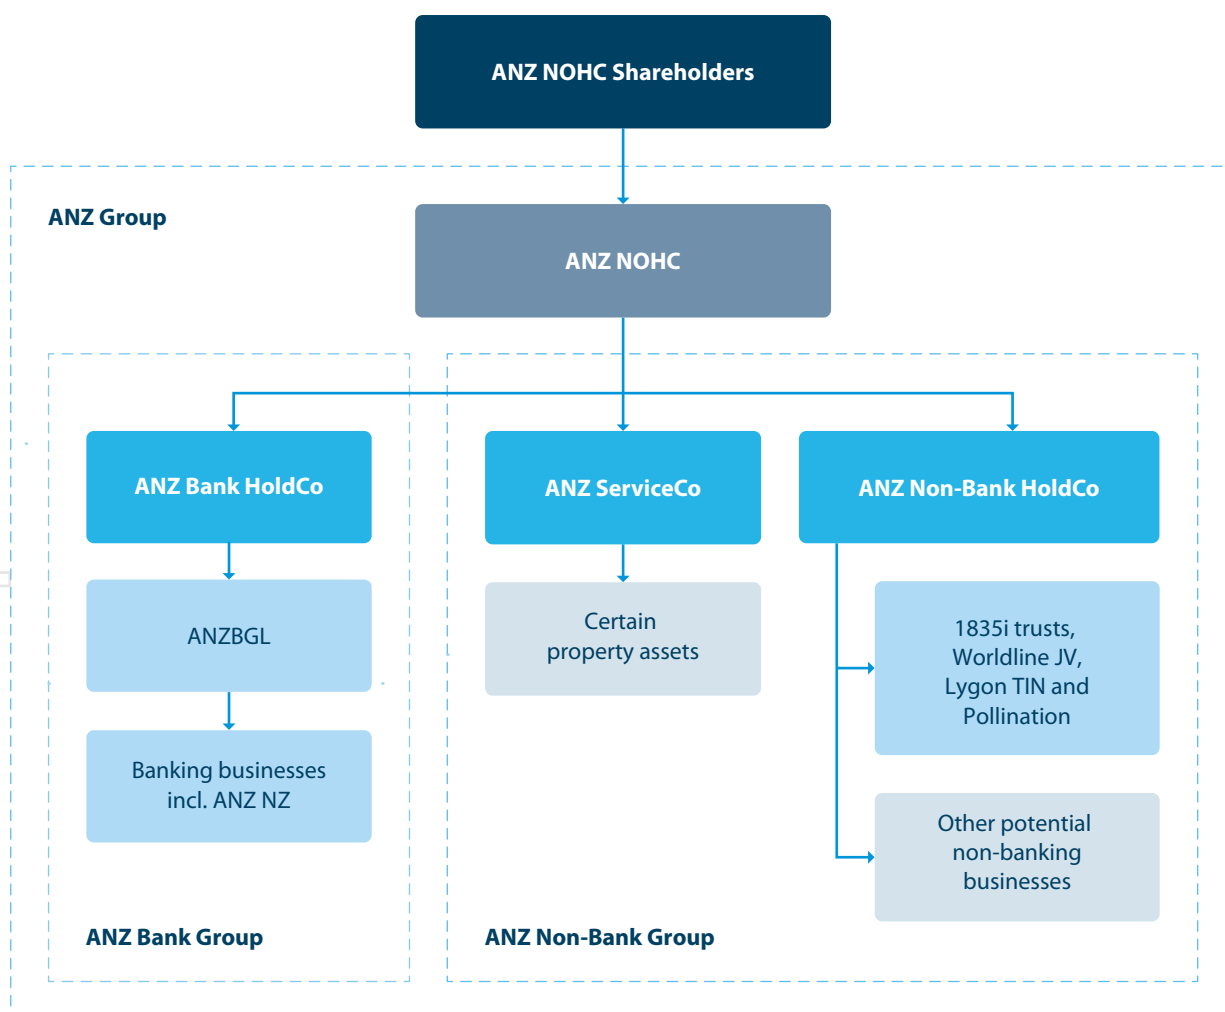 ANZ NOHC Shareholders
ANZ Group
ANZ NOHC
ANZ Bank HoldCo
ANZ ServiceCo
ANZ Non-Bank HoldCo
ANZBGL
Certain
property assets
1835i trusts,
Worldline JV,
Lygon TIN and
Pollination
Banking businesses
incl. ANZ NZ
Other potential
non-banking
businesses
ANZ Bank Group
ANZ Non-Bank Group